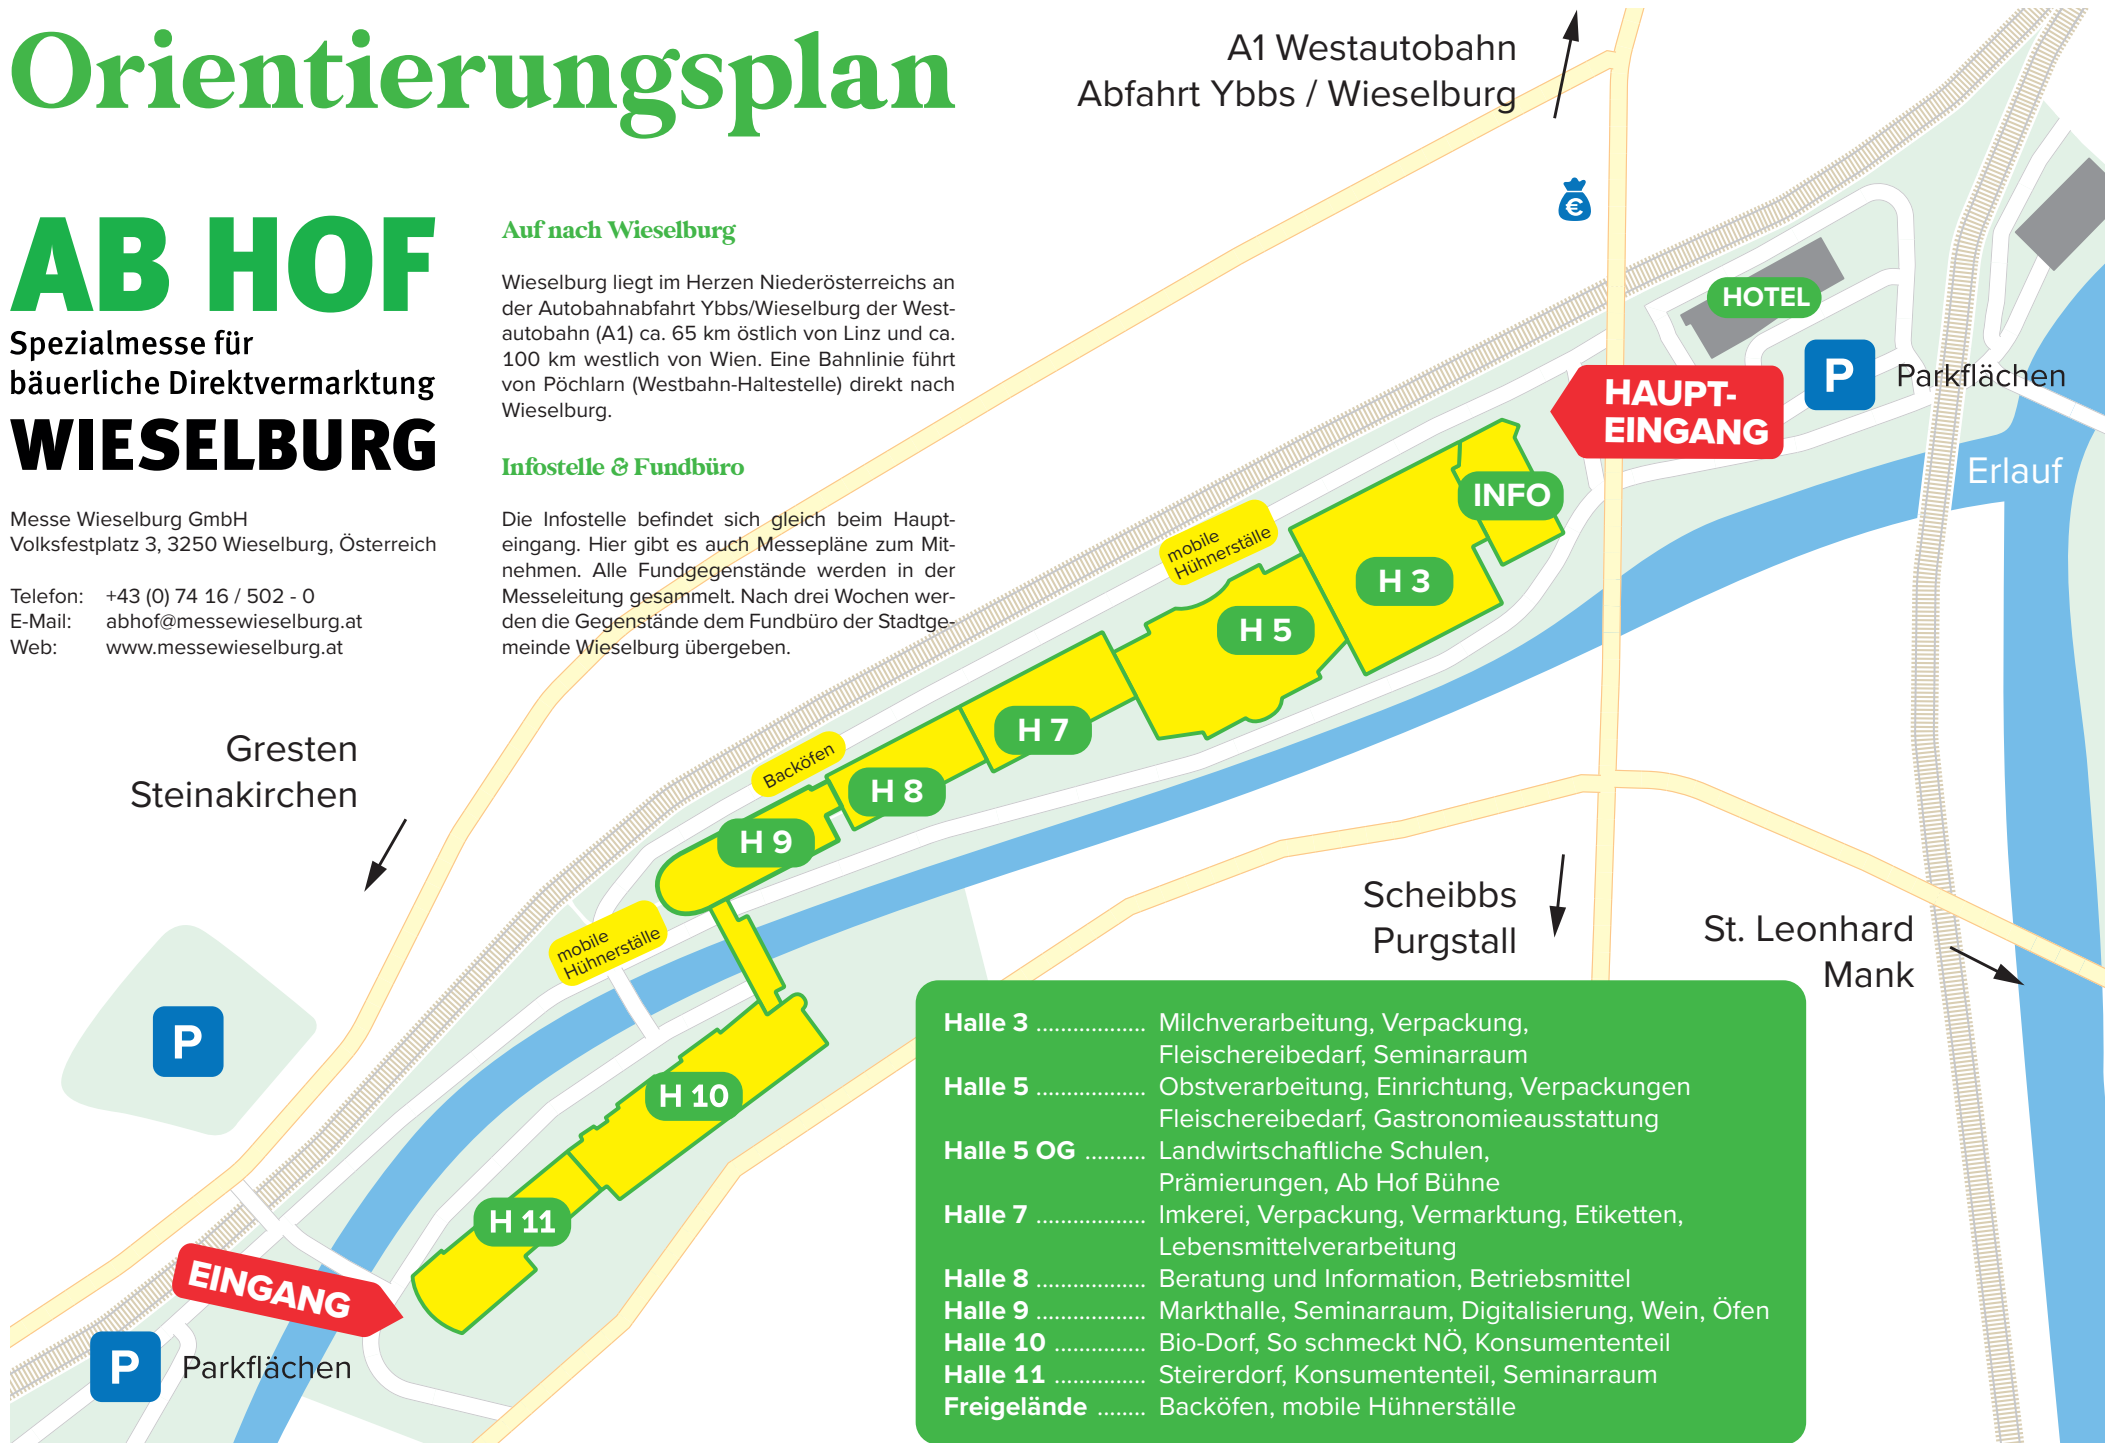 Orientierungsplan
A1 Westautobahn
Abfahrt Ybbs / Wieselburg
AB HOF
Spezialmesse für
bäuerliche Direktvermarktung
WIESELBURG
Messe Wieselburg GmbH
Volksfestplatz 3, 3250 Wieselburg, Österreich
Telefon: +43 (0) 74 16 / 502 - 0
E-Mail: abhof@messewieselburg.at
Web: www.messewieselburg.at
Auf nach Wieselburg
Wieselburg liegt im Herzen Niederösterreichs an
der Autobahnabfahrt Ybbs/Wieselburg der West-
autobahn (A1) ca. 65 km östlich von Linz und ca.
100 km westlich von Wien. Eine Bahnlinie führt
von Pöchlarn (Westbahn-Haltestelle) direkt nach
Wieselburg.
Infostelle & Fundbüro
Die Infostelle befindet sich gleich beim Haupt-
eingang. Hier gibt es auch Messepläne zum Mit-
nehmen. Alle Fundgegenstände werden in der
Messeleitung gesammelt. Nach drei Wochen wer-
den die Gegenstände dem Fundbüro der Stadtge-
meinde Wieselburg übergeben.
€
HOTEL
P
Parkflächen
HAUPT-
EINGANG
Erlauf
INFO
mobile
Hühnerställe
H 3
H 5
H 7
Backöfen
H 8
H 9
Gresten
Steinakirchen
mobile
Hühnerställe
Scheibbs
Purgstall
St. Leonhard
Mank
P
H 10
H 11
EINGANG
P
Parkflächen
Halle 3 .................. Milchverarbeitung, Verpackung,
Fleischereibedarf, Seminarraum
Halle 5 .................. Obstverarbeitung, Einrichtung, Verpackungen
Fleischereibedarf, Gastronomieausstattung
Halle 5 OG .......... Landwirtschaftliche Schulen,
Prämierungen, Ab Hof Bühne
Halle 7 .................. Imkerei, Verpackung, Vermarktung, Etiketten,
Lebensmittelverarbeitung
Halle 8 .................. Beratung und Information, Betriebsmittel
Halle 9 .................. Markthalle, Seminarraum, Digitalisierung, Wein, Öfen
Halle 10 ............... Bio-Dorf, So schmeckt NÖ, Konsumententeil
Halle 11 ............... Steirerdorf, Konsumententeil, Seminarraum
Freigelände ........ Backöfen, mobile Hühnerställe